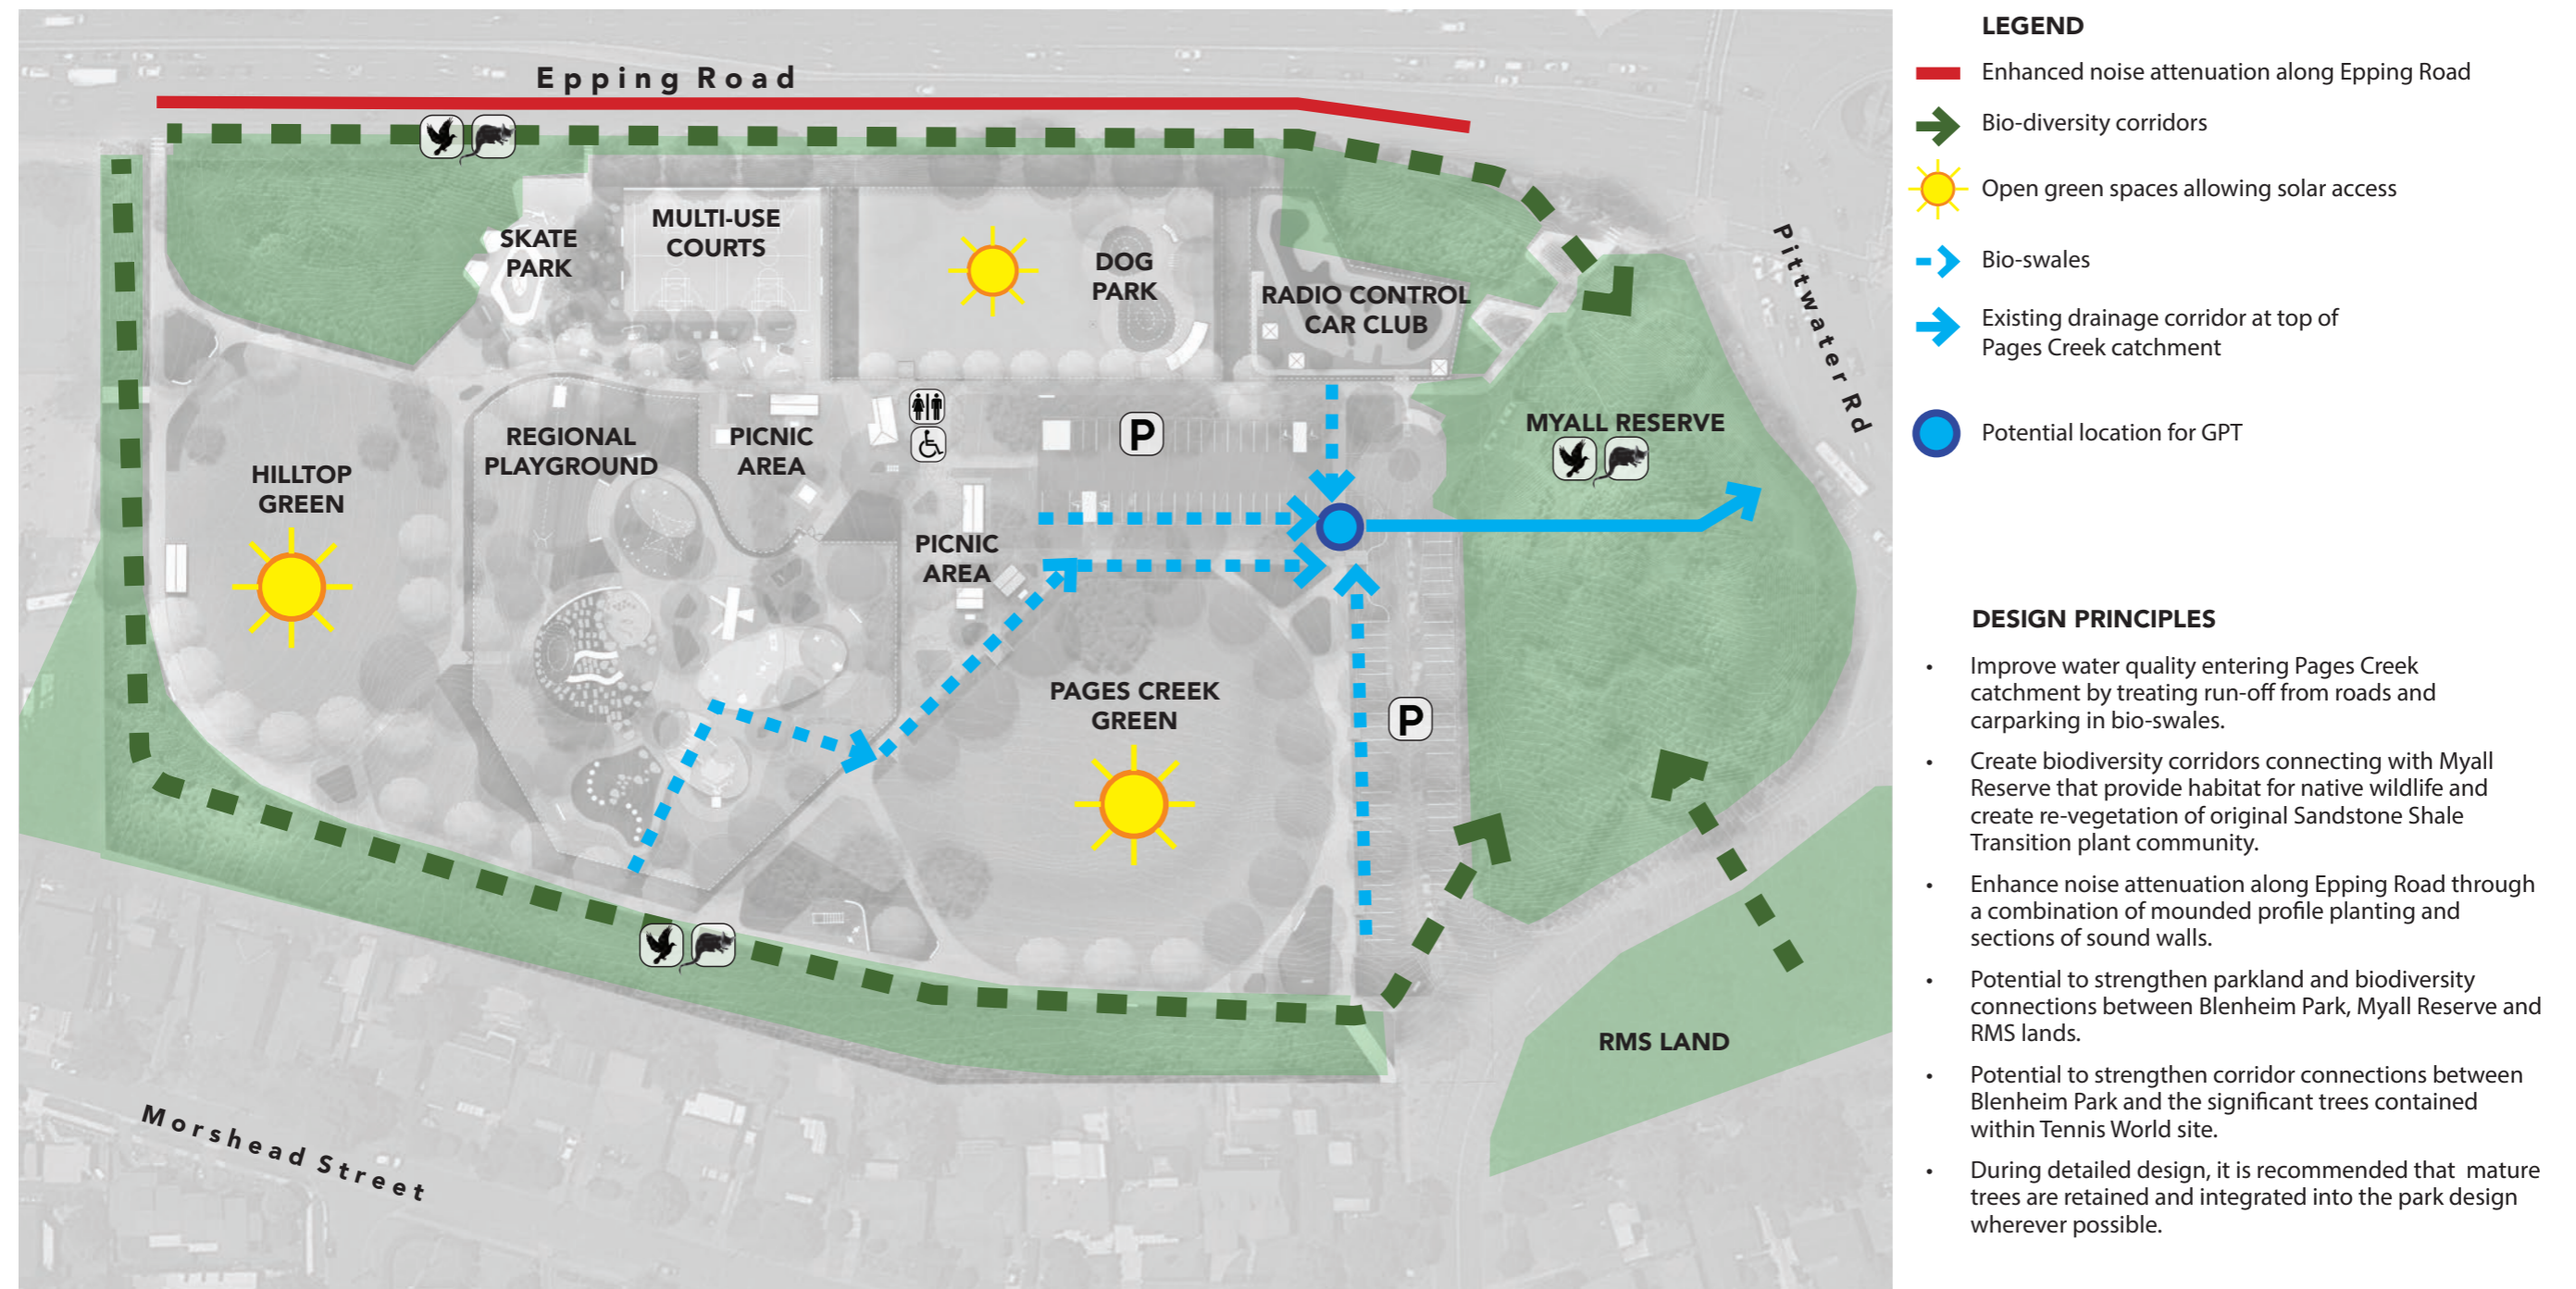 Epping Road
SKATE
PARK
MULTI-USE
COURTS
DOG
PARK
RADIO CONTROL
CAR CLUB
Pittwater Rd
HILLTOP
GREEN
REGIONAL
PLAYGROUND
PICNIC
AREA
P
MYALL RESERVE
PICNIC
AREA
PAGES CREEK
GREEN
P
RMS LAND
Morshead Street
LEGEND
Enhanced noise attenuation along Epping Road
Bio-diversity corridors
Open green spaces allowing solar access
Bio-swales
Existing drainage corridor at top of
Pages Creek catchment
Potential location for GPT
DESIGN PRINCIPLES
• Improve water quality entering Pages Creek
catchment by treating run-off from roads and
carparking in bio-swales.
• Create biodiversity corridors connecting with Myall
Reserve that provide habitat for native wildlife and
create re-vegetation of original Sandstone Shale
Transition plant community.
• Enhance noise attenuation along Epping Road through
a combination of mounded profile planting and
sections of sound walls.
• Potential to strengthen parkland and biodiversity
connections between Blenheim Park, Myall Reserve and
RMS lands.
• Potential to strengthen corridor connections between
Blenheim Park and the significant trees contained
within Tennis World site.
• During detailed design, it is recommended that mature
trees are retained and integrated into the park design
wherever possible.